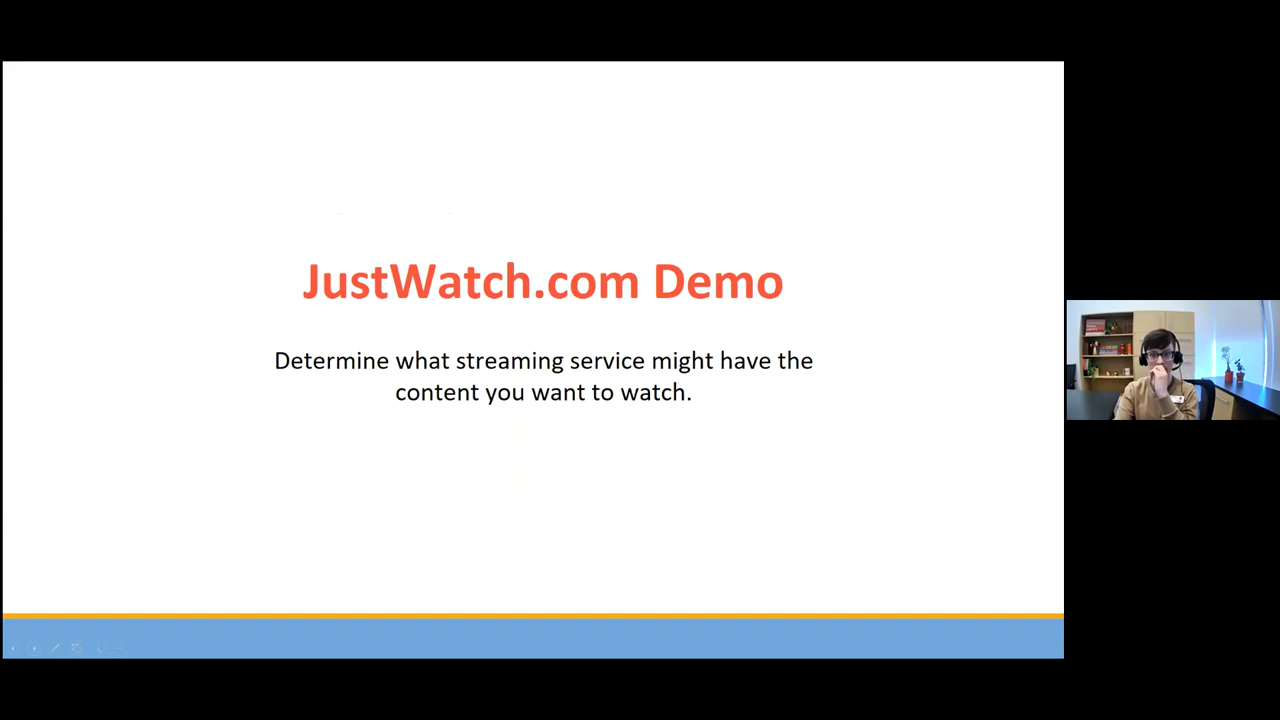 JustWatch.com Demo
Determine what streaming service might have the
content you want to watch.